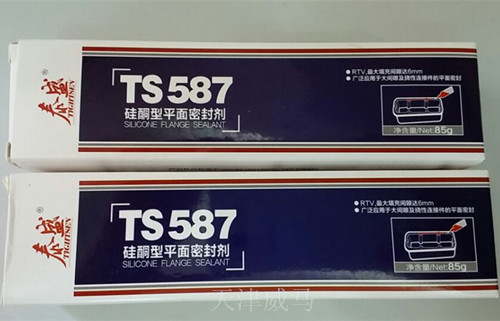 泰盛®
TIGHTSEN
TS 587
硅酮型平面密封剂
SILICONE FLANGE SEALANT
●RTV,最大填充间隙达6mm
●广泛应用于大间隙及挠性连接件的平面密封
净含量/Net: 85g
泰盛®
TIGHTSEN
TS 587
硅酮型平面密封剂
SILICONE FLANGE SEALANT
●RTV,最大填充间隙达6mm
●广泛应用于大间隙及挠性连接件的平面密封
净含量/Net: 85g
天津威马